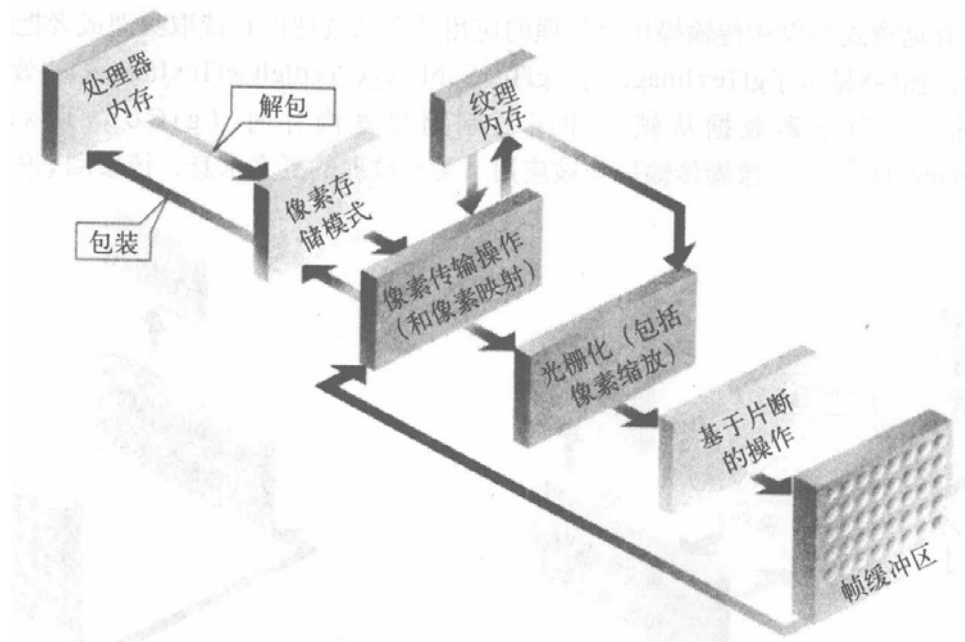 处理器
内存
解包
纹理
内存
像素存
储模式
包装
像素传输操作
（和像素映射）
光栅化（包括
像素缩放）
基于片断
的操作
帧缓冲区